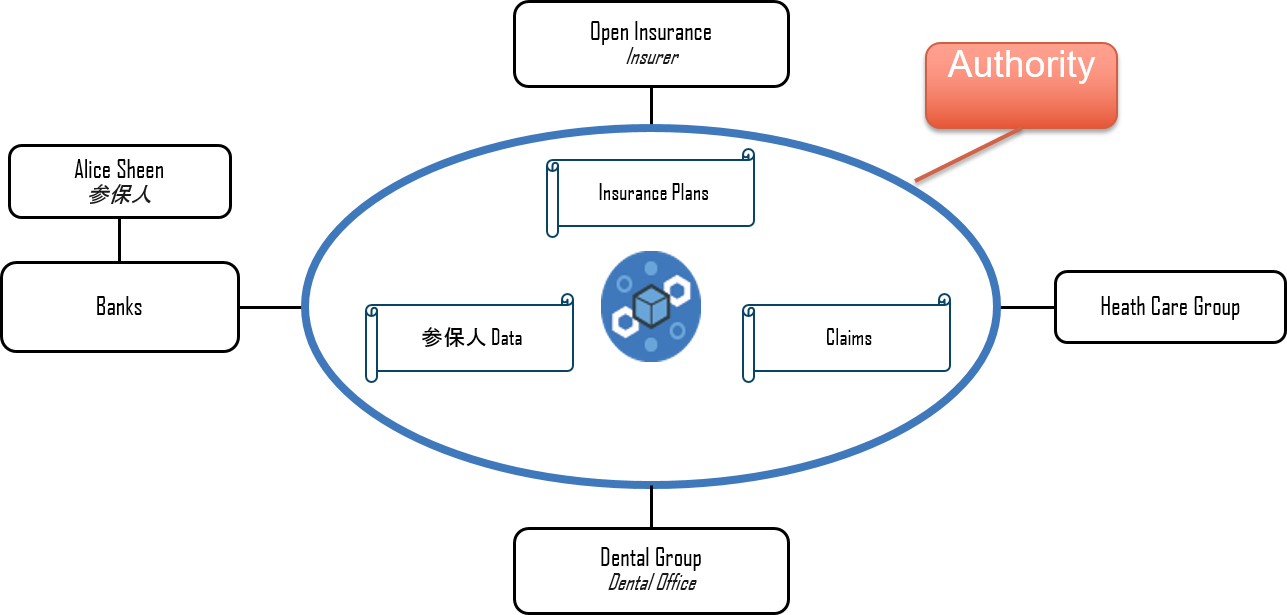 Open Insurance
Insurer
Authority
Alice Sheen
参保人
Insurance Plans
Banks
Heath Care Group
参保人 Data
Claims
Dental Group
Dental Office